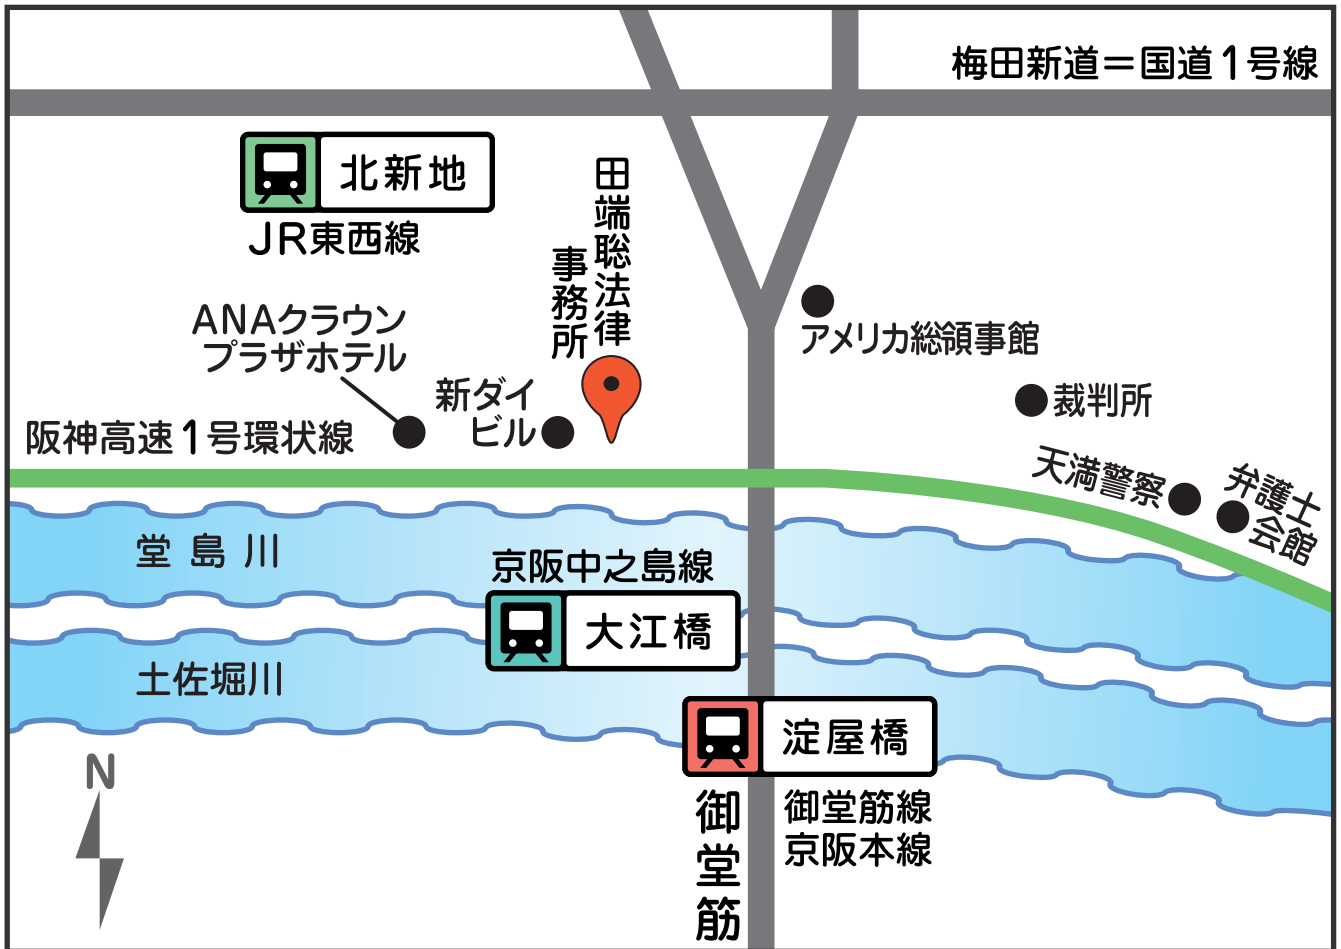 梅田新道=国道1号線
北新地
JR東西線
田端聡法律
事務所
ANAクラウン
プラザホテル
新ダイ
ビル
アメリカ総領事館
裁判所
阪神高速1号環状線
天満警察
弁護士
会館
堂島川
京阪中之島線
大江橋
土佐堀川
淀屋橋
御堂筋線
京阪本線
御堂筋
N